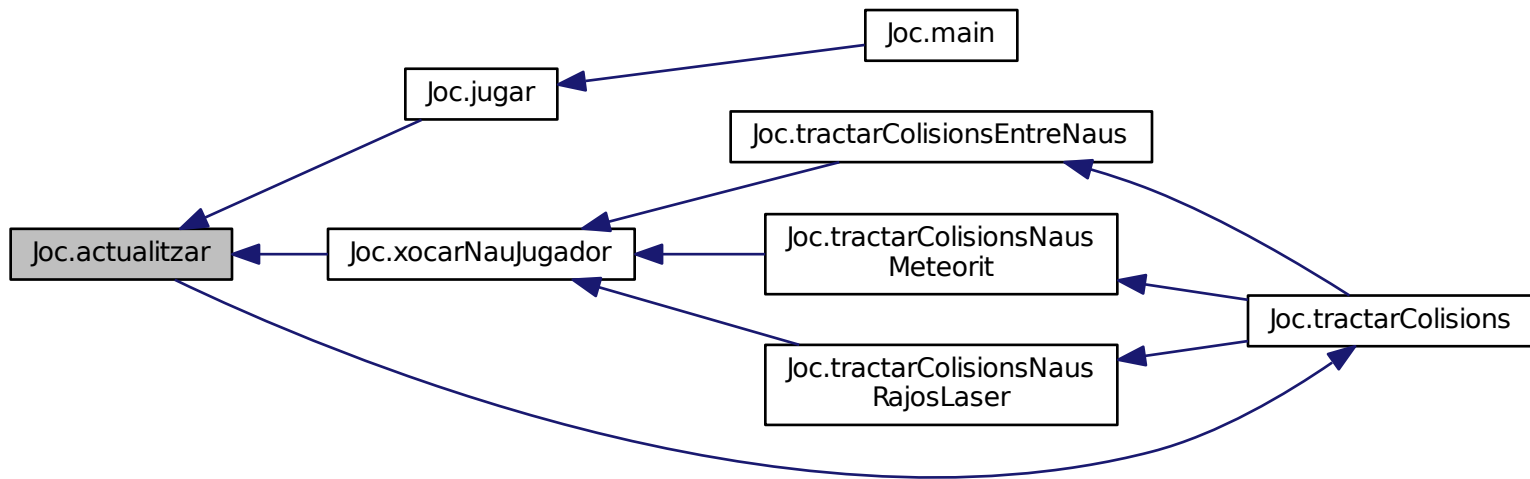 Joc.main
Joc.jugar
Joc.tractarColisionsEntreNaus
Joc.actualitzar
Joc.xocarNauJugador
Joc.tractarColisionsNaus
Meteorit
Joc.tractarColisions
Joc.tractarColisionsNaus
RajosLaser